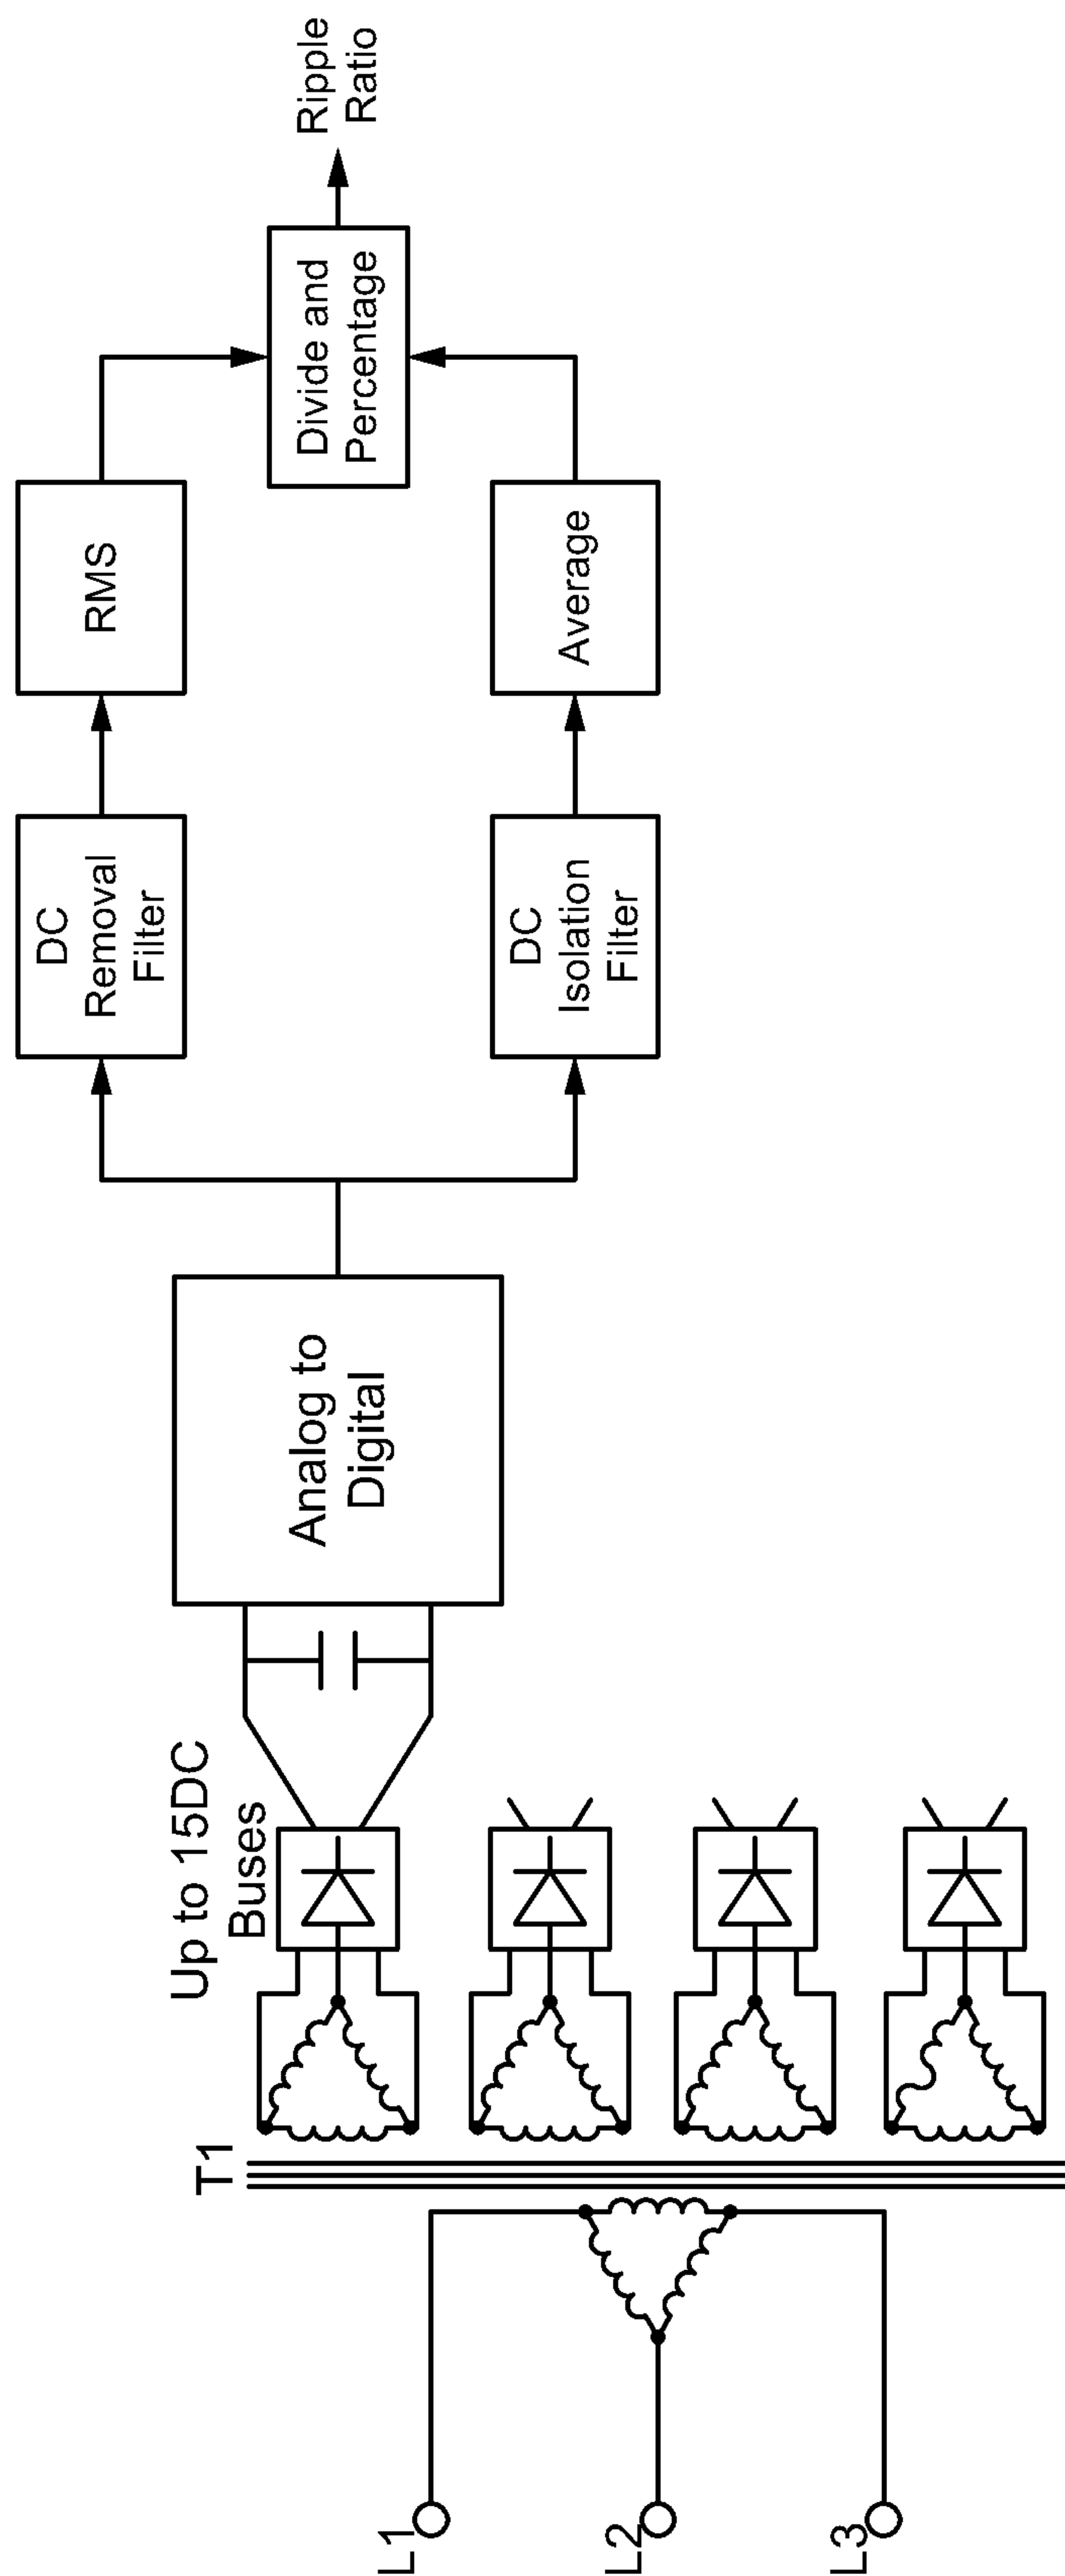 L1
L2
L3
T1
Up to 15DC
Buses
Analog to
Digital
DC
Removal
Filter
RMS
DC
Isolation
Filter
Average
Divide and
Percentage
Ripple
Ratio